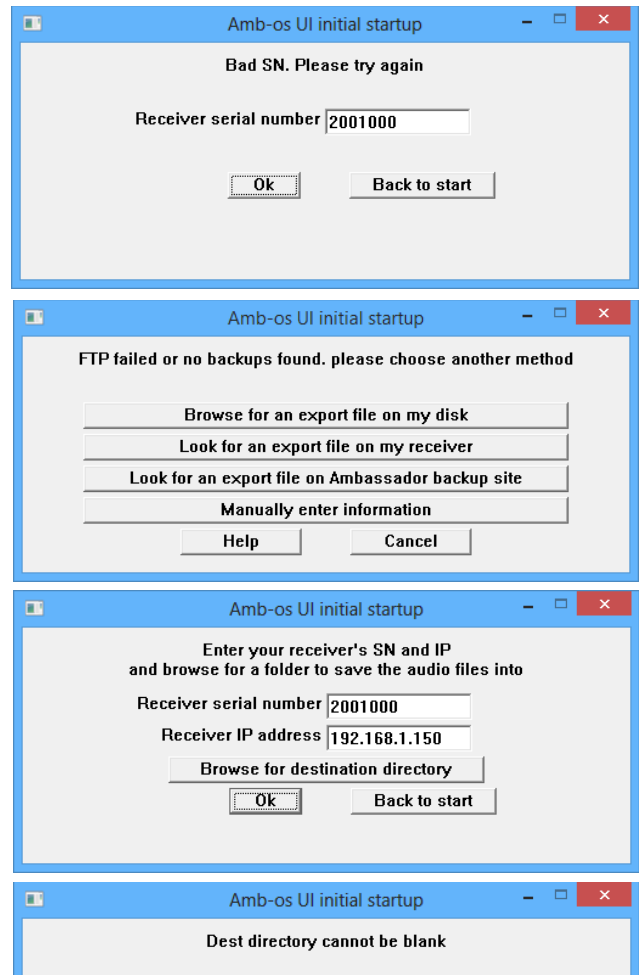 Amb-os UI initial startup
Bad SN. Please try again
Receiver serial number 2001000
Ok Back to start
Amb-os UI initial startup
FTP failed or no backups found. please choose another method
Browse for an export file on my disk
Look for an export file on my receiver
Look for an export file on Ambassador backup site
Manually enter information
Help Cancel
Amb-os UI initial startup
Enter your receiver's SN and IP
and browse for a folder to save the audio files into
Receiver serial number 2001000
Receiver IP address 192.168.1.150
Browse for destination directory
Ok Back to start
Amb-os UI initial startup
Dest directory cannot be blank